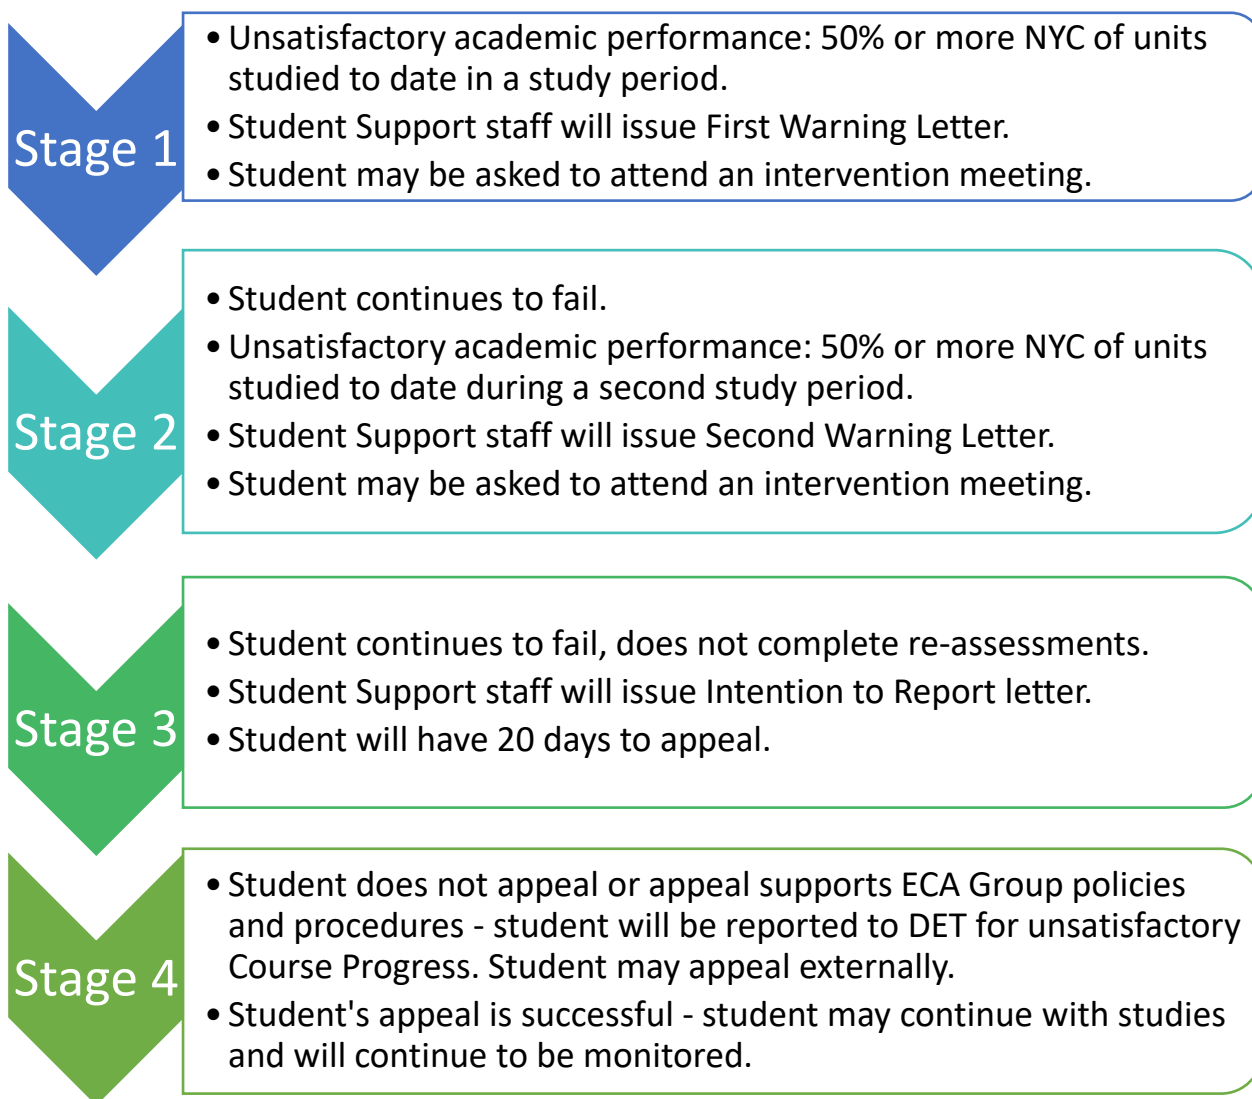 Stage 1
• Unsatisfactory academic performance: 50% or more NYC of units
studied to date in a study period.
• Student Support staff will issue First Warning Letter.
• Student may be asked to attend an intervention meeting.
Stage 2
• Student continues to fail.
• Unsatisfactory academic performance: 50% or more NYC of units
studied to date during a second study period.
• Student Support staff will issue Second Warning Letter.
• Student may be asked to attend an intervention meeting.
Stage 3
• Student continues to fail, does not complete re-assessments.
• Student Support staff will issue Intention to Report letter.
• Student will have 20 days to appeal.
Stage 4
• Student does not appeal or appeal supports ECA Group policies
and procedures - student will be reported to DET for unsatisfactory
Course Progress. Student may appeal externally.
• Student's appeal is successful - student may continue with studies
and will continue to be monitored.